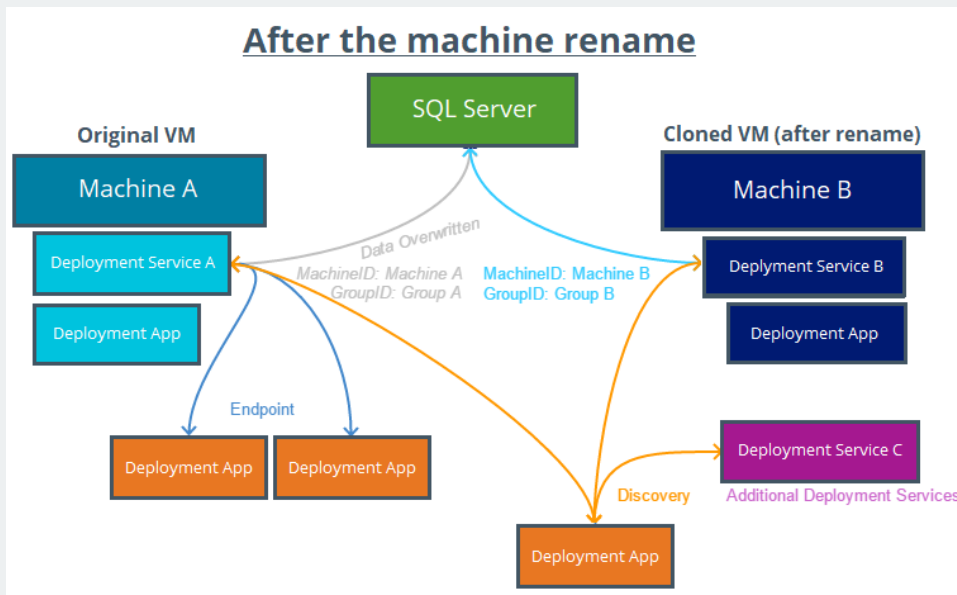 After the machine rename
SQL Server
Original VM
Cloned VM (after rename)
Machine A
Machine B
Data Overwritten
Deployment Service A
MachineID: Machine A
GroupID: Group A
MachineID: Machine B
GroupID: Group B
Deplyment Service B
Deployment App
Deployment App
Endpoint
Deployment App
Deployment App
Deployment Service C
Discovery
Additional Deployment Services
Deployment App